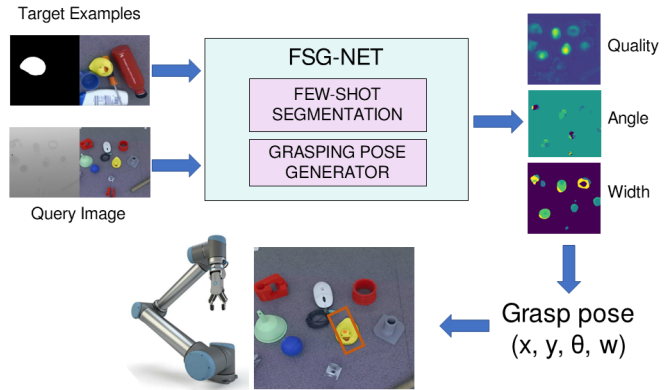 Target Examples
FSG-NET
FEW-SHOT
SEGMENTATION
GRASPING POSE
GENERATOR
Query Image
Quality
Angle
Width
Grasp pose
(x, y, θ, w)